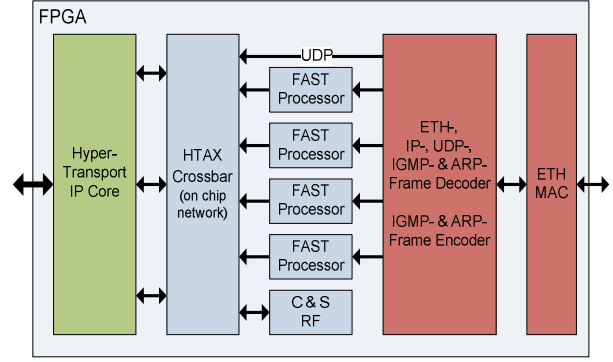 FPGA
Hyper-
Transport
IP Core
HTAX
Crossbar
(on chip
network)
UDP
FAST
Processor
FAST
Processor
FAST
Processor
FAST
Processor
C & S
RF
ETH-,
IP-, UDP-,
IGMP- & ARP-
Frame Decoder
IGMP- & ARP-
Frame Encoder
ETH
MAC